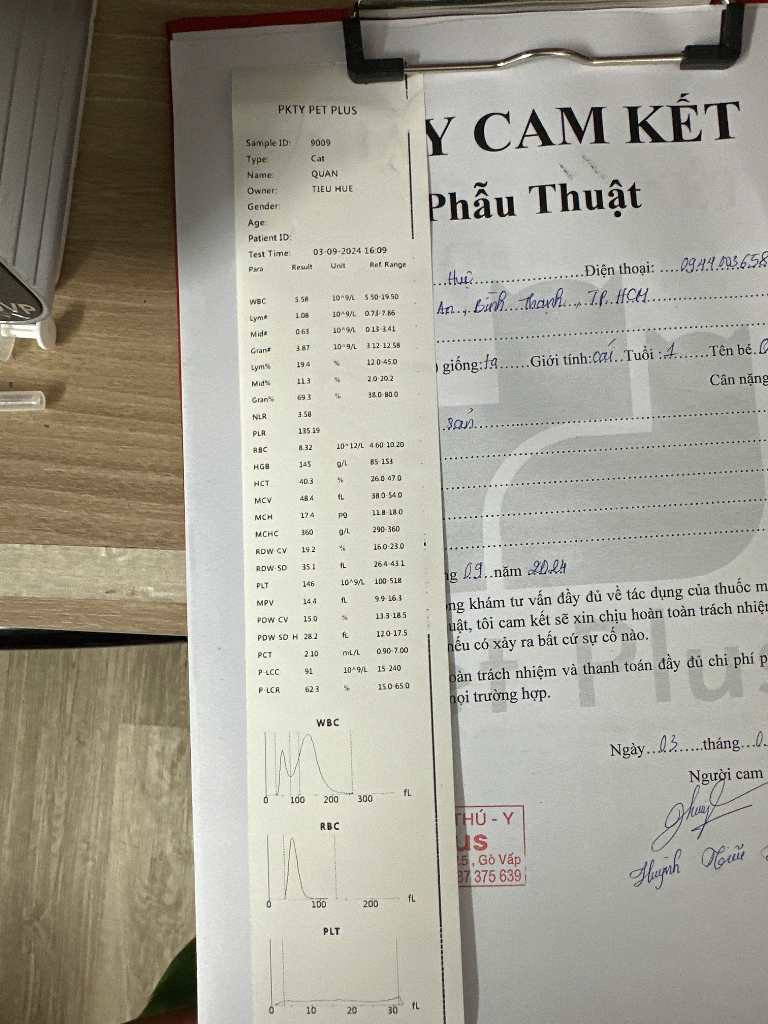 PKTY PET PLUS
Sample ID: 9009
Type: Cat
Name: QUAN
Owner: TIEU HUE
Gender:
Age:
Patient ID:
Test Time: 03-09-2024 16:09
Para Result Unit Ref Range
WBC 5.58 10^9/L 5.50-19.50
Lym# 1.08 10^9/L 0.73-7.86
Mid# 0.63 10^9/L 0.13-3.41
Gran# 3.87 10^9/L 3.12-12.58
Lym% 19.4 % 12.0-45.0
Mid% 11.3 % 2.0-20.2
Gran% 69.3 % 38.0-80.0
NLR 3.58
PLR 135.19
RBC 8.32 10^12/L 4.60-10.20
HGB 145 g/L 85-153
HCT 40.3 % 26.0-47.0
MCV 48.4 fL 38.0-54.0
MCH 17.4 pg 11.8-18.0
MCHC 360 g/L 290-360
RDW-CV 19.2 % 16.0-23.0
RDW-SD 35.1 fL 26.4-43.1
PLT 146 10^9/L 100-518
MPV 14.4 fL 9.9-16.3
PDW-CV 15.0 % 13.3-18.5
PDW-SD H 28.2 fL 12.0-17.5
PCT 2.10 mL/L 0.90-7.00
P-LCC 91 10^9/L 15-240
P-LCR 62.3 % 15.0-65.0
WBC
0 100 200 300 fL
RBC
0 100 200 fL
PLT
0 10 20 30 fL
Y CAM KẾT
Phẫu Thuật
Huệ Điện thoại: 0944.003.658
An, Bình Thạnh, TP. HCM
giống: ta Giới tính: cái Tuổi: 1 Tên bé.
Cân nặng
sản
09 năm 2024
khám tư vấn đầy đủ về tác dụng của thuốc
tôi cam kết sẽ xin chịu hoàn toàn trách
có xảy ra bất cứ sự cố nào.
trách nhiệm và thanh toán đầy đủ chi phí
mọi trường hợp.
Plus
Ngày 03 tháng
Người cam
Huỳnh
THÚ - Y
us
5, Gò Vấp
37 375 639